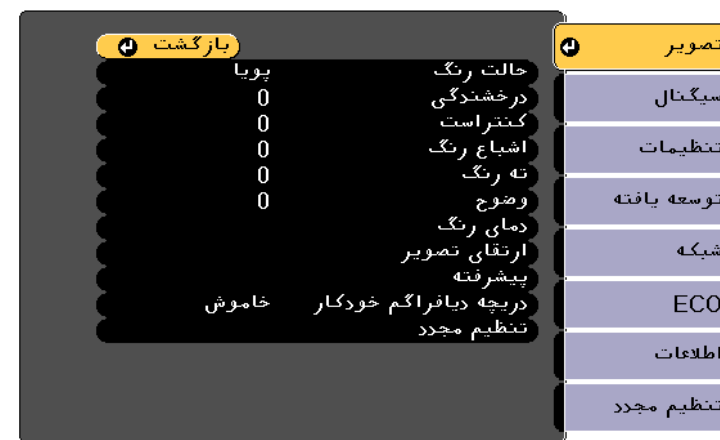 تصویر
سیگنال
تنظیمات
توسعه یافته
شبکه
ECO
اطلاعات
تنظیم مجدد
بازگشت
حالت رنگ پویا
درخشندگی 0
کنتراست 0
اشباع رنگ 0
ته رنگ 0
وضوح 0
دمای رنگ
ارتقای تصویر
پیشرفته
دریچه دیافراگم خودکار خاموش
تنظیم مجدد